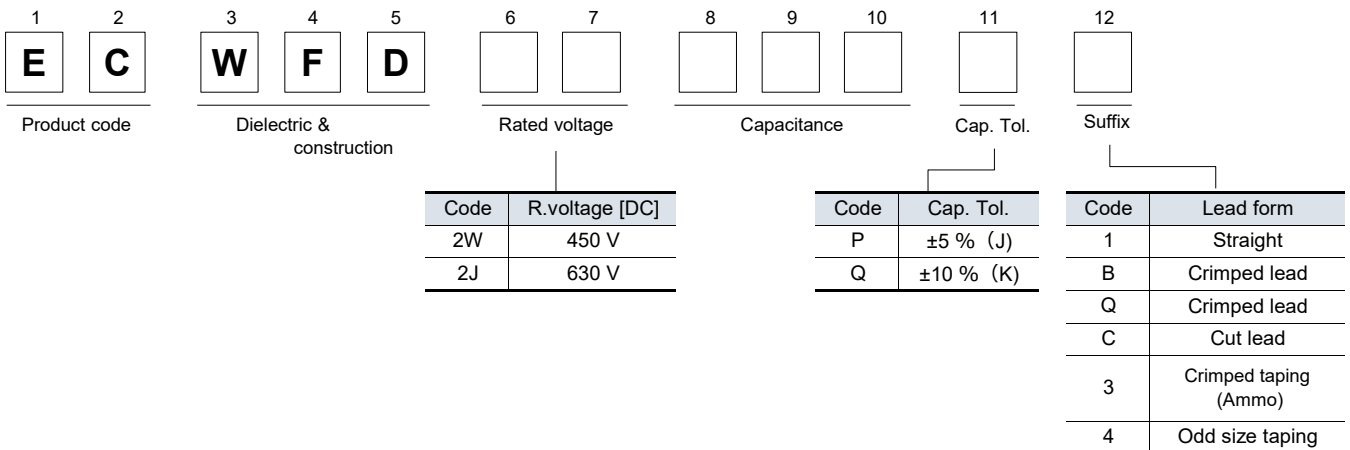 1 2 3 4 5 6 7 8 9 10 11 12
E C W F D
Product code Dielectric & construction Rated voltage Capacitance Cap. Tol. Suffix
Code R.voltage [DC]
2W 450 V
2J 630 V
Code Cap. Tol.
P ±5 %（J)
Q ±10 %（K)
Code Lead form
1 Straight
B Crimped lead
Q Crimped lead
C Cut lead
3 Crimped taping (Ammo)
4 Odd size taping